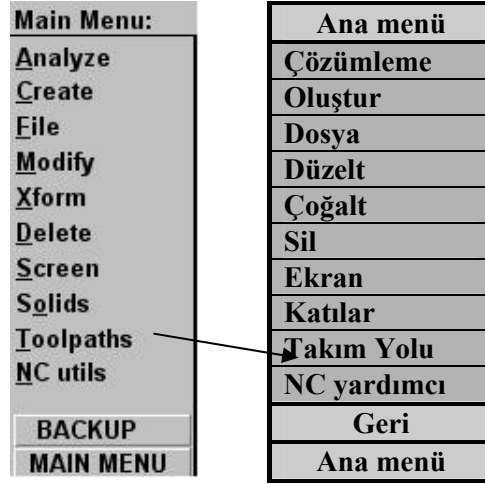 Main Menu:
Analyze
Create
File
Modify
Xform
Delete
Screen
Solids
Toolpaths
NC utils
BACKUP
MAIN MENU
Ana menü
Çözümleme
Oluştur
Dosya
Düzelt
Çoğalt
Sil
Ekran
Katılar
Takım Yolu
NC yardımcı
Geri
Ana menü